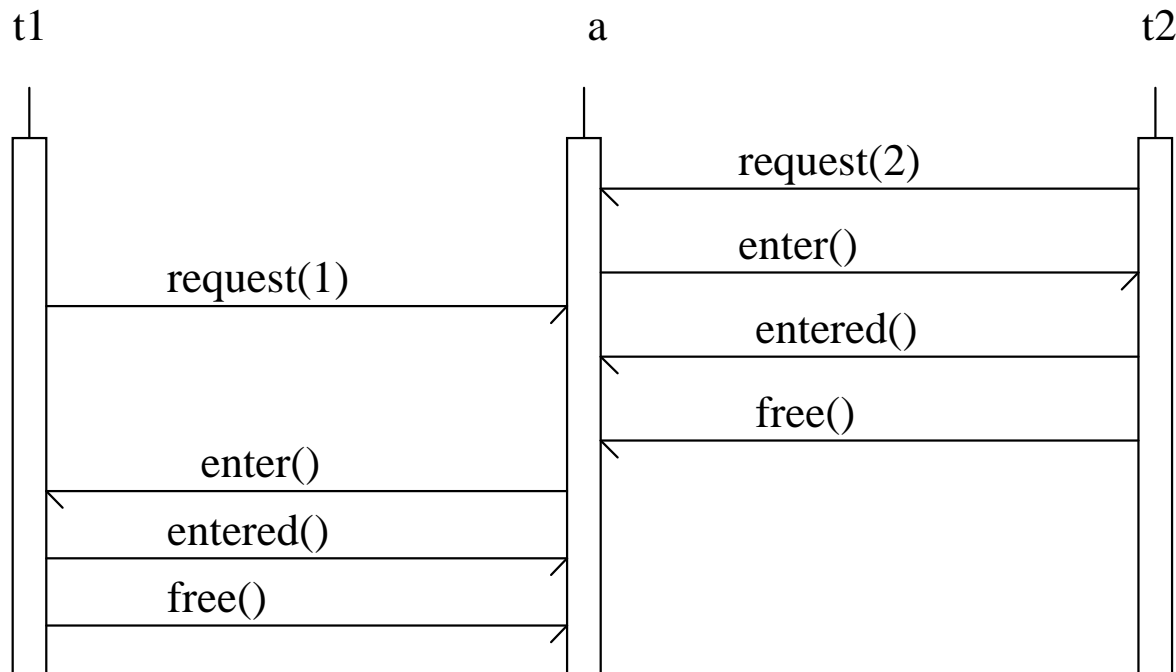 t1 a t2
request(2)
enter()
request(1)
entered()
free()
enter()
entered()
free()